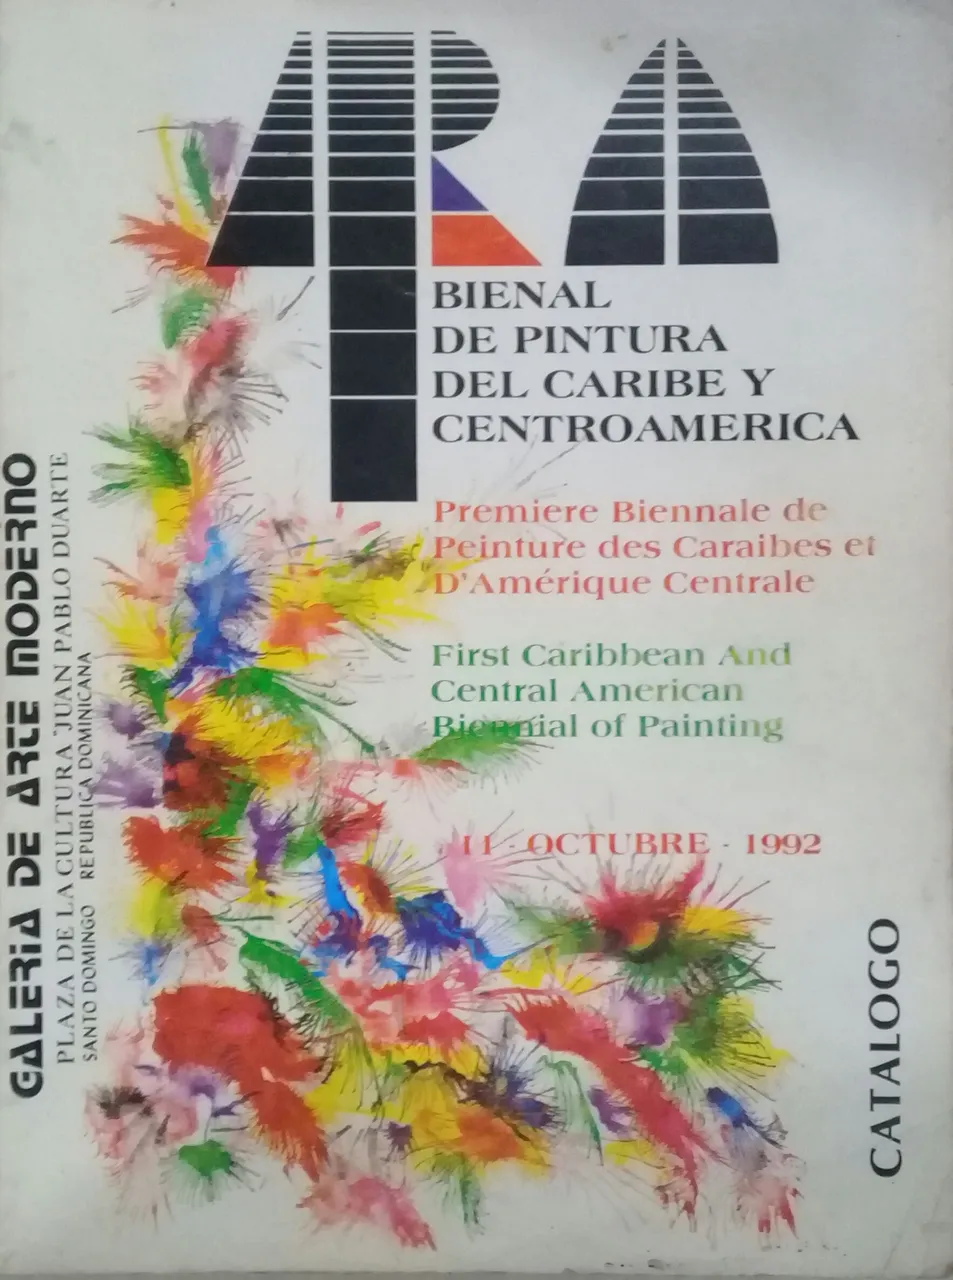 1RA
BIENAL
DE PINTURA
DEL CARIBE Y
CENTROAMERICA
Premiere Biennale de
Peinture des Caraibes et
D'Amérique Centrale
First Caribbean And
Central American
Biennial of Painting
11 - OCTUBRE - 1992
CATALOGO
GALERIA DE ARTE MODERNO
PLAZA DE LA CULTURA JUAN PABLO DUARTE
SANTO DOMINGO REPUBLICA DOMINICANA